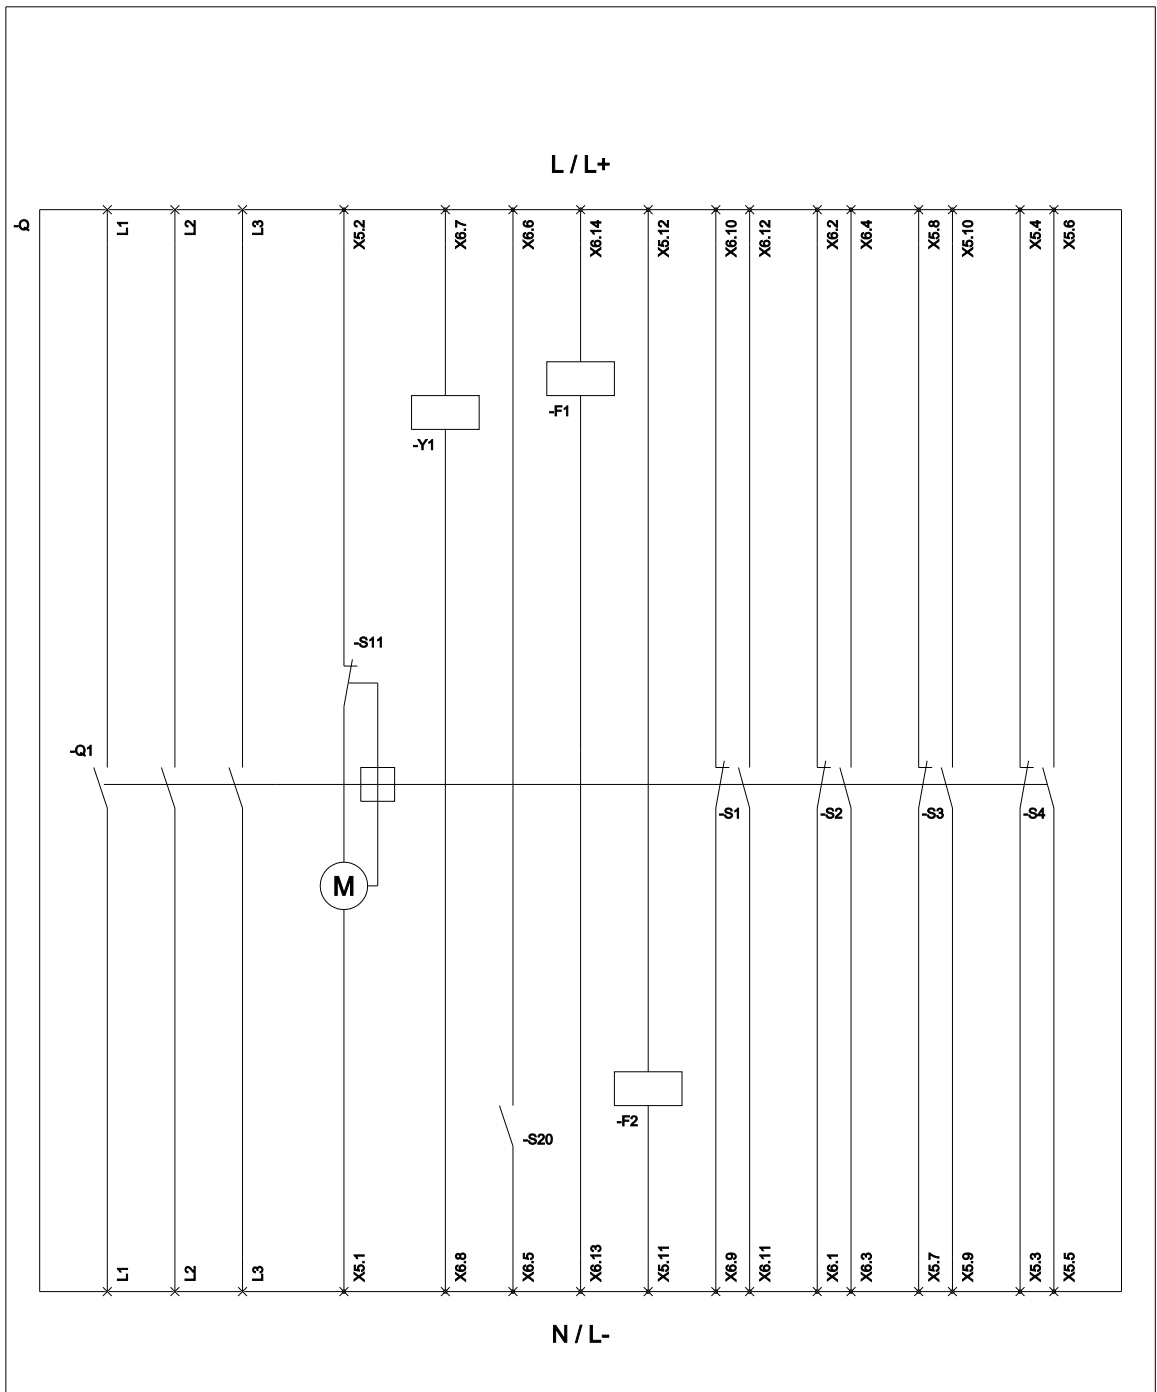 L / L+
-Q
L1
L2
L3
X5.2
X6.7
X6.6
X6.14
X5.12
X6.10
X6.12
X6.2
X6.4
X5.8
X5.10
X5.4
X5.6
-F1
-Y1
-S11
-Q1
-S1
-S2
-S3
-S4
M
-F2
-S20
L1
L2
L3
X5.1
X6.8
X6.5
X6.13
X5.11
X6.9
X6.11
X6.1
X6.3
X5.7
X5.9
X5.3
X5.5
N / L-